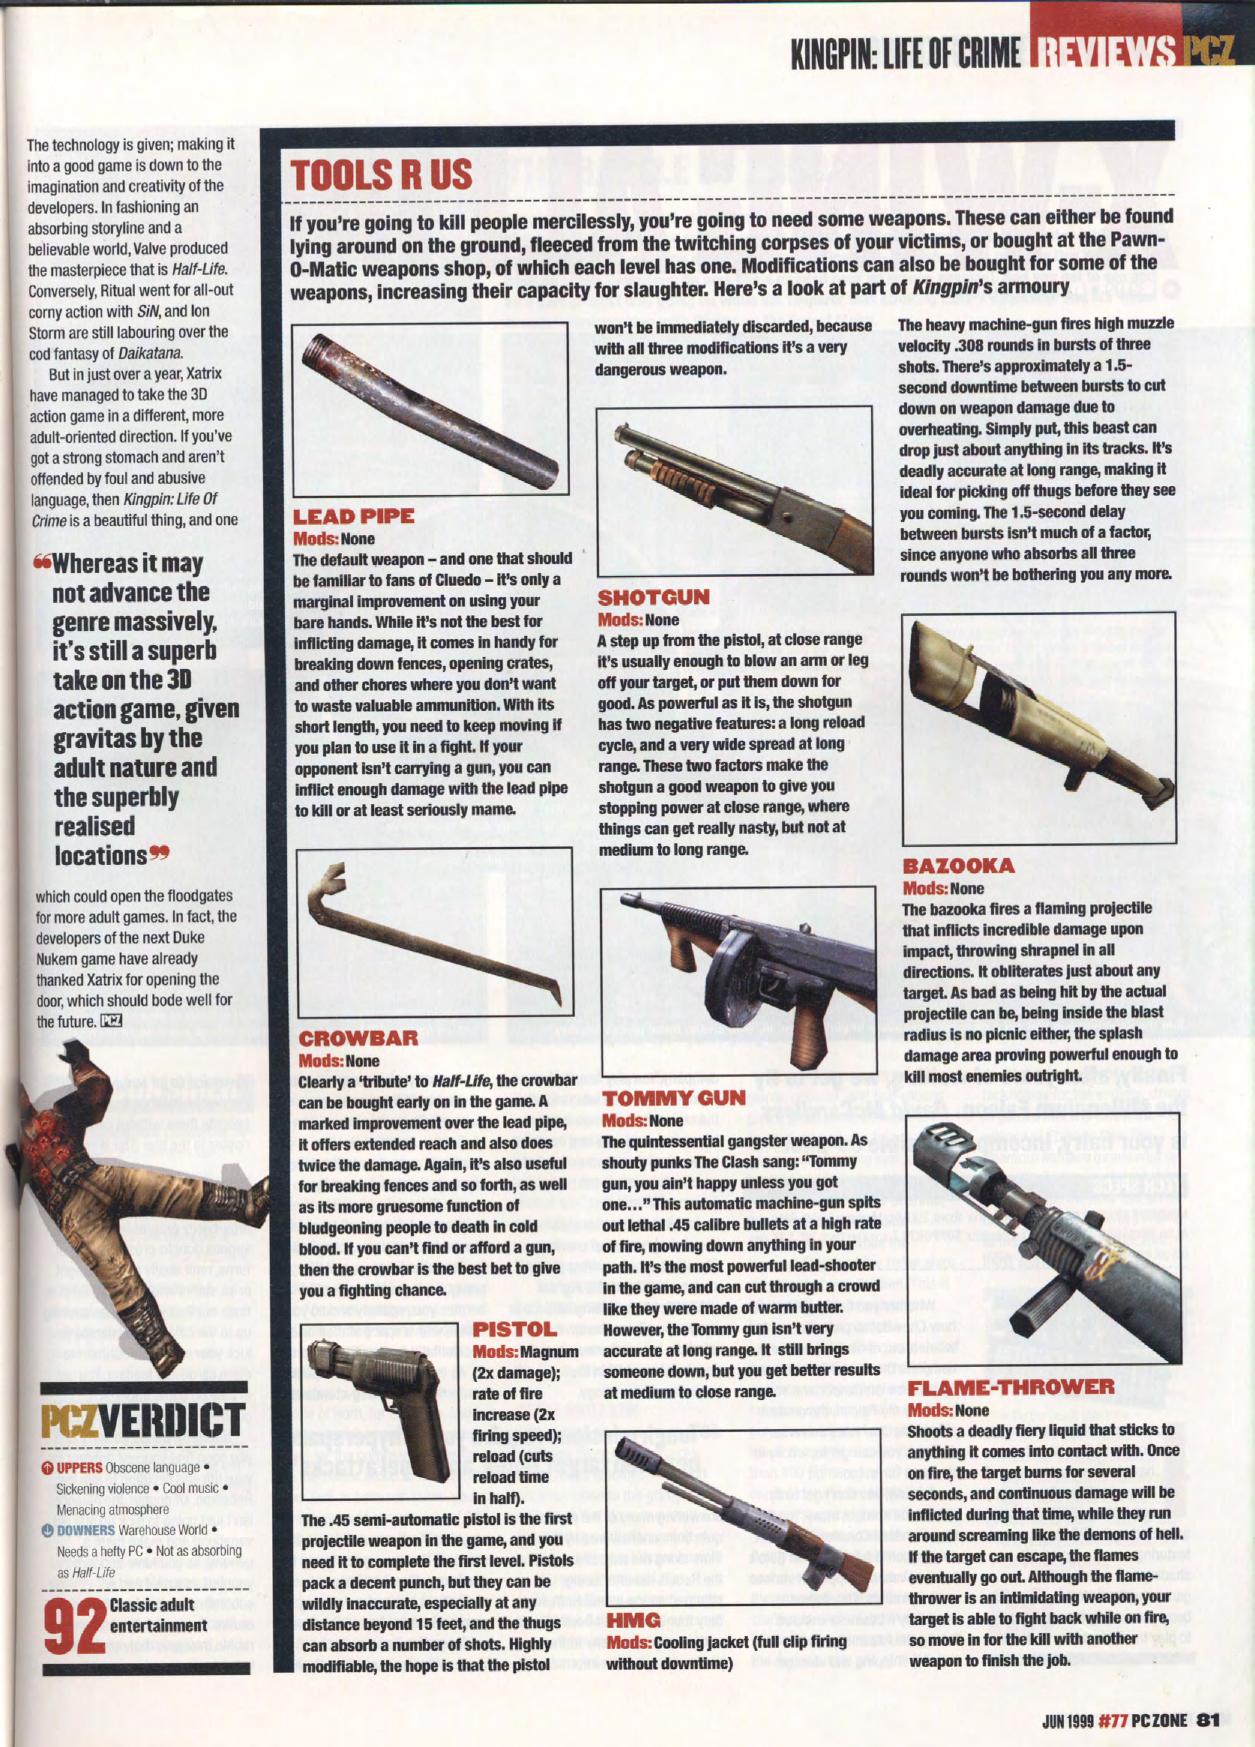 KINGPIN: LIFE OF CRIME REVIEWS PCZ
The technology is given; making it
into a good game is down to the
imagination and creativity of the
developers. In fashioning an
absorbing storyline and a
believable world, Valve produced
the masterpiece that is Half-Life.
Conversely, Ritual went for all-out
corny action with SiN, and Ion
Storm are still labouring over the
cod fantasy of Daikatana.
But in just over a year, Xatrix
have managed to take the 3D
action game in a different, more
adult-oriented direction. If you've
got a strong stomach and aren't
offended by foul and abusive
language, then Kingpin: Life Of
Crime is a beautiful thing, and one
“Whereas it may
not advance the
genre massively,
it's still a superb
take on the 3D
action game, given
gravitas by the
adult nature and
the superbly
realised
locations”
which could open the floodgates
for more adult games. In fact, the
developers of the next Duke
Nukem game have already
thanked Xatrix for opening the
door, which should bode well for
the future. PCZ
PCZVERDICT
UPPERS Obscene language •
Sickening violence • Cool music •
Menacing atmosphere
DOWNERS Warehouse World •
Needs a hefty PC • Not as absorbing
as Half-Life
92 Classic adult
entertainment
TOOLS R US
If you're going to kill people mercilessly, you're going to need some weapons. These can either be found
lying around on the ground, fleeced from the twitching corpses of your victims, or bought at the Pawn-
O-Matic weapons shop, of which each level has one. Modifications can also be bought for some of the
weapons, increasing their capacity for slaughter. Here's a look at part of Kingpin's armoury
LEAD PIPE
Mods: None
The default weapon – and one that should
be familiar to fans of Cluedo – it's only a
marginal improvement on using your
bare hands. While it's not the best for
inflicting damage, it comes in handy for
breaking down fences, opening crates,
and other chores where you don't want
to waste valuable ammunition. With its
short length, you need to keep moving if
you plan to use it in a fight. If your
opponent isn't carrying a gun, you can
inflict enough damage with the lead pipe
to kill or at least seriously mame.
CROWBAR
Mods: None
Clearly a 'tribute' to Half-Life, the crowbar
can be bought early on in the game. A
marked improvement over the lead pipe,
it offers extended reach and also does
twice the damage. Again, it's also useful
for breaking fences and so forth, as well
as its more gruesome function of
bludgeoning people to death in cold
blood. If you can't find or afford a gun,
then the crowbar is the best bet to give
you a fighting chance.
PISTOL
Mods: Magnum
(2x damage);
rate of fire
increase (2x
firing speed);
reload (cuts
reload time
in half).
The .45 semi-automatic pistol is the first
projectile weapon in the game, and you
need it to complete the first level. Pistols
pack a decent punch, but they can be
wildly inaccurate, especially at any
distance beyond 15 feet, and the thugs
can absorb a number of shots. Highly
modifiable, the hope is that the pistol
won't be immediately discarded, because
with all three modifications it's a very
dangerous weapon.
SHOTGUN
Mods: None
A step up from the pistol, at close range
it's usually enough to blow an arm or leg
off your target, or put them down for
good. As powerful as it is, the shotgun
has two negative features: a long reload
cycle, and a very wide spread at long
range. These two factors make the
shotgun a good weapon to give you
stopping power at close range, where
things can get really nasty, but not at
medium to long range.
TOMMY GUN
Mods: None
The quintessential gangster weapon. As
shouty punks The Clash sang: “Tommy
gun, you ain't happy unless you got
one...” This automatic machine-gun spits
out lethal .45 calibre bullets at a high rate
of fire, mowing down anything in your
path. It's the most powerful lead-shooter
in the game, and can cut through a crowd
like they were made of warm butter.
However, the Tommy gun isn't very
accurate at long range. It still brings
someone down, but you get better results
at medium to close range.
HMG
Mods: Cooling jacket (full clip firing
without downtime)
The heavy machine-gun fires high muzzle
velocity .308 rounds in bursts of three
shots. There's approximately a 1.5-
second downtime between bursts to cut
down on weapon damage due to
overheating. Simply put, this beast can
drop just about anything in its tracks. It's
deadly accurate at long range, making it
ideal for picking off thugs before they see
you coming. The 1.5-second delay
between bursts isn't much of a factor,
since anyone who absorbs all three
rounds won't be bothering you any more.
BAZOOKA
Mods: None
The bazooka fires a flaming projectile
that inflicts incredible damage upon
impact, throwing shrapnel in all
directions. It obliterates just about any
target. As bad as being hit by the actual
projectile can be, being inside the blast
radius is no picnic either, the splash
damage area proving powerful enough to
kill most enemies outright.
FLAME-THROWER
Mods: None
Shoots a deadly fiery liquid that sticks to
anything it comes into contact with. Once
on fire, the target burns for several
seconds, and continuous damage will be
inflicted during that time, while they run
around screaming like the demons of hell.
If the target can escape, the flames
eventually go out. Although the flame-
thrower is an intimidating weapon, your
target is able to fight back while on fire,
so move in for the kill with another
weapon to finish the job.
JUN 1999 #77 PC ZONE 81